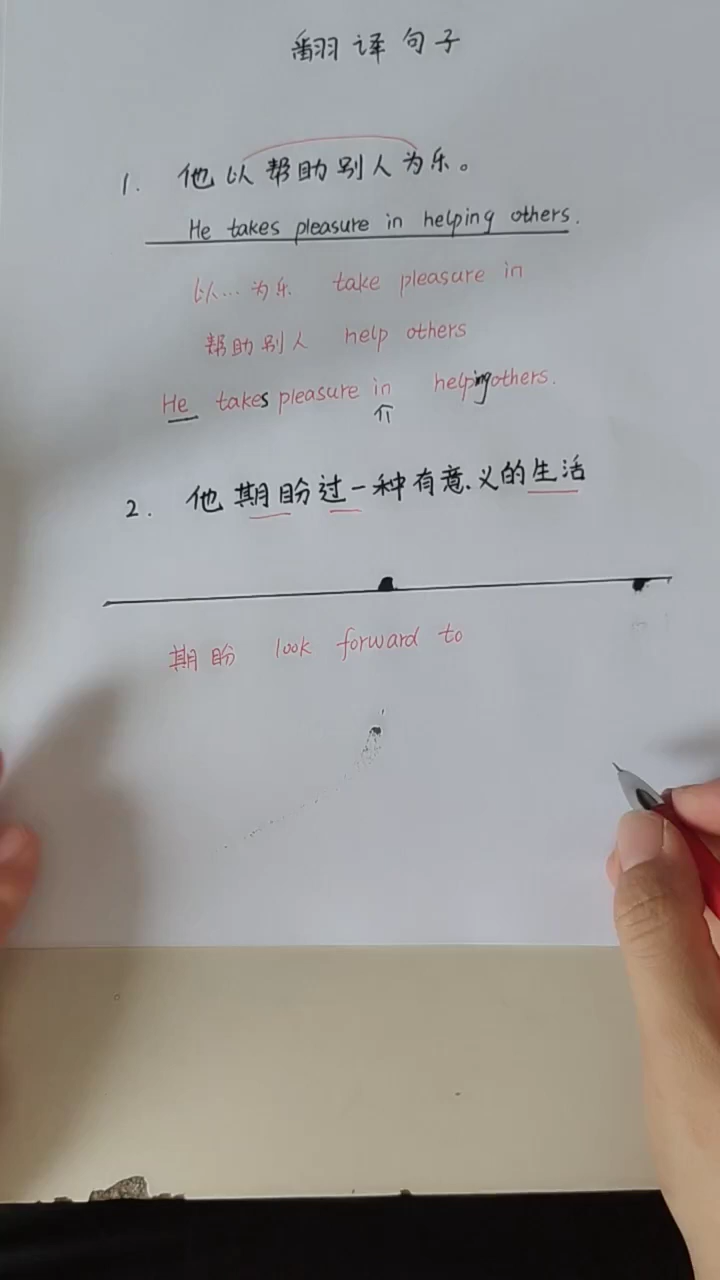 翻译句子
1. 他以帮助别人为乐。
He takes pleasure in helping others.
以...为乐 take pleasure in
帮助别人 help others
He takes pleasure in helping others.
介
2. 他期盼过一种有意义的生活
期盼 look forward to